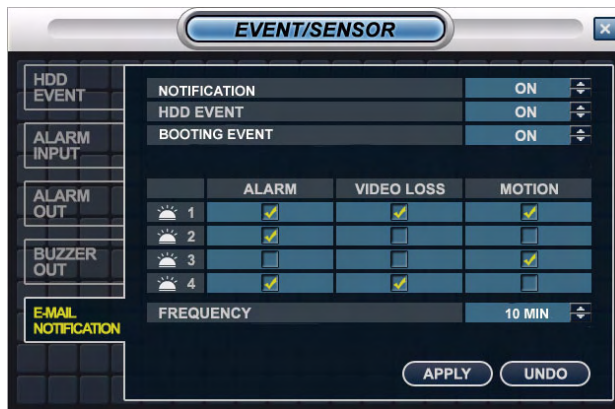 EVENT/SENSOR
HDD
EVENT
ALARM
INPUT
ALARM
OUT
BUZZER
OUT
E-MAIL
NOTIFICATION
NOTIFICATION ON
HDD EVENT ON
BOOTING EVENT ON
ALARM VIDEO LOSS MOTION
1
2
3
4
FREQUENCY 10 MIN
APPLY UNDO